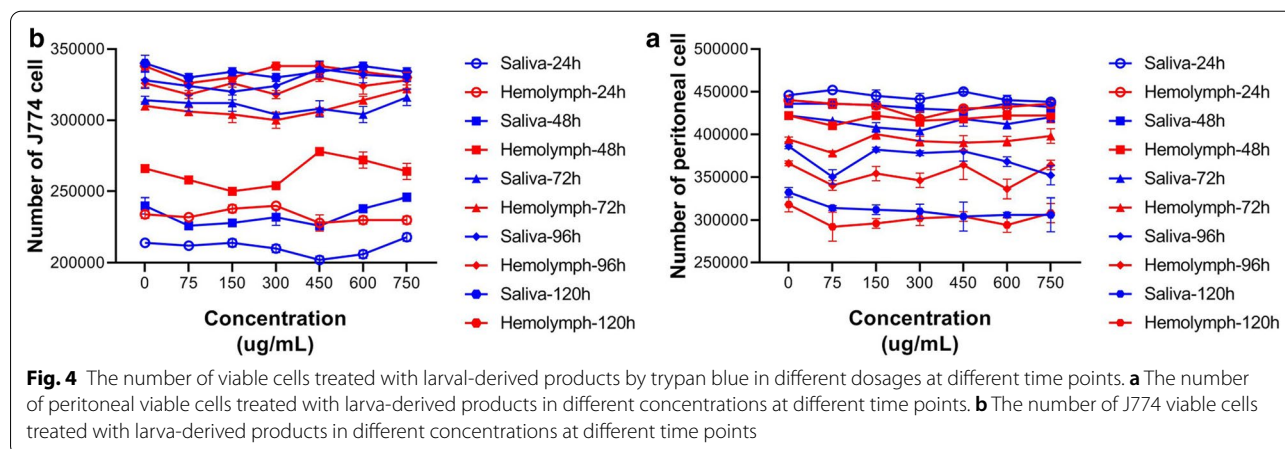 b
Number of J774 cell
350000
300000
250000
200000
0 75 150 300 450 600 750
Concentration
(ug/mL)
Saliva-24h
Hemolymph-24h
Saliva-48h
Hemolymph-48h
Saliva-72h
Hemolymph-72h
Saliva-96h
Hemolymph-96h
Saliva-120h
Hemolymph-120h
a
Number of peritoneal cell
500000
450000
400000
350000
300000
250000
0 75 150 300 450 600 750
Concentration
(ug/mL)
Saliva-24h
Hemolymph-24h
Saliva-48h
Hemolymph-48h
Saliva-72h
Hemolymph-72h
Saliva-96h
Hemolymph-96h
Saliva-120h
Hemolymph-120h
Fig. 4 The number of viable cells treated with larval-derived products by trypan blue in different dosages at different time points. a The number
of peritoneal viable cells treated with larva-derived products in different concentrations at different time points. b The number of J774 viable cells
treated with larva-derived products in different concentrations at different time points